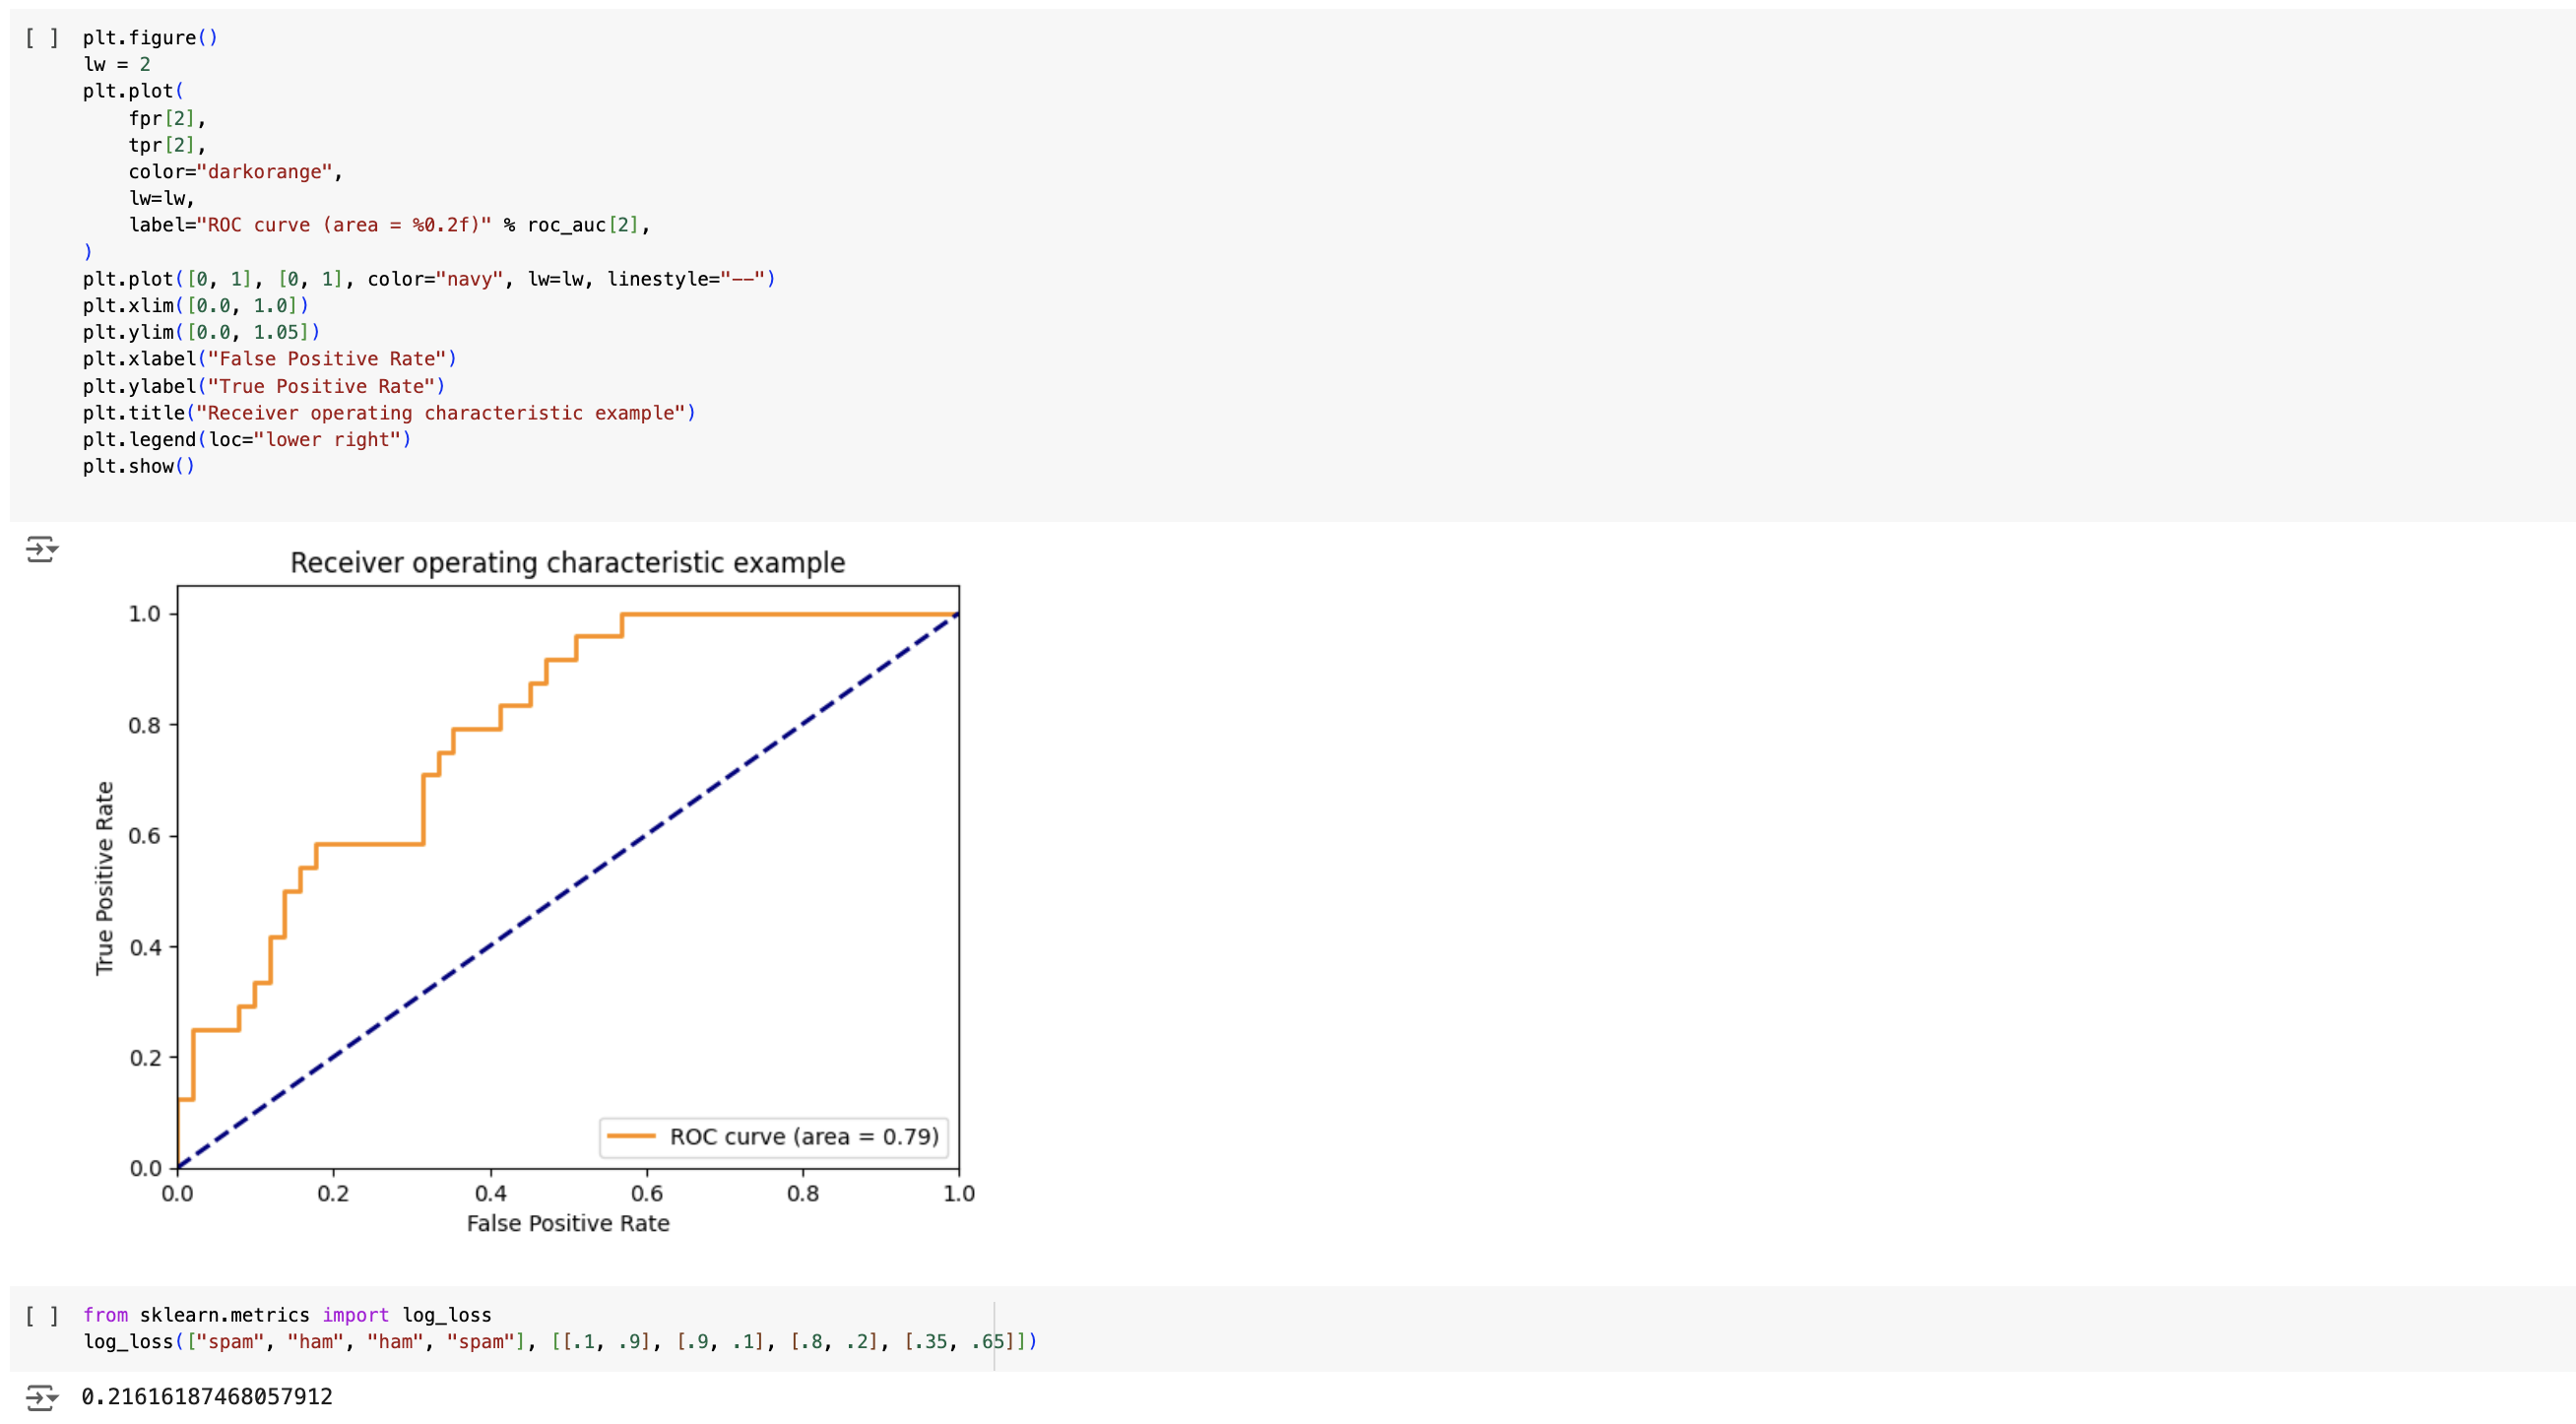 [ ] plt.figure()
lw = 2
plt.plot(
    fpr[2],
    tpr[2],
    color="darkorange",
    lw=lw,
    label="ROC curve (area = %0.2f)" % roc_auc[2],
)
plt.plot([0, 1], [0, 1], color="navy", lw=lw, linestyle="--")
plt.xlim([0.0, 1.0])
plt.ylim([0.0, 1.05])
plt.xlabel("False Positive Rate")
plt.ylabel("True Positive Rate")
plt.title("Receiver operating characteristic example")
plt.legend(loc="lower right")
plt.show()
Receiver operating characteristic example
1.0
0.8
0.6
0.4
0.2
0.0
True Positive Rate
ROC curve (area = 0.79)
0.0 0.2 0.4 0.6 0.8 1.0
False Positive Rate
[ ] from sklearn.metrics import log_loss
log_loss(["spam", "ham", "ham", "spam"], [[.1, .9], [.9, .1], [.8, .2], [.35, .65]])
0.21616187468057912